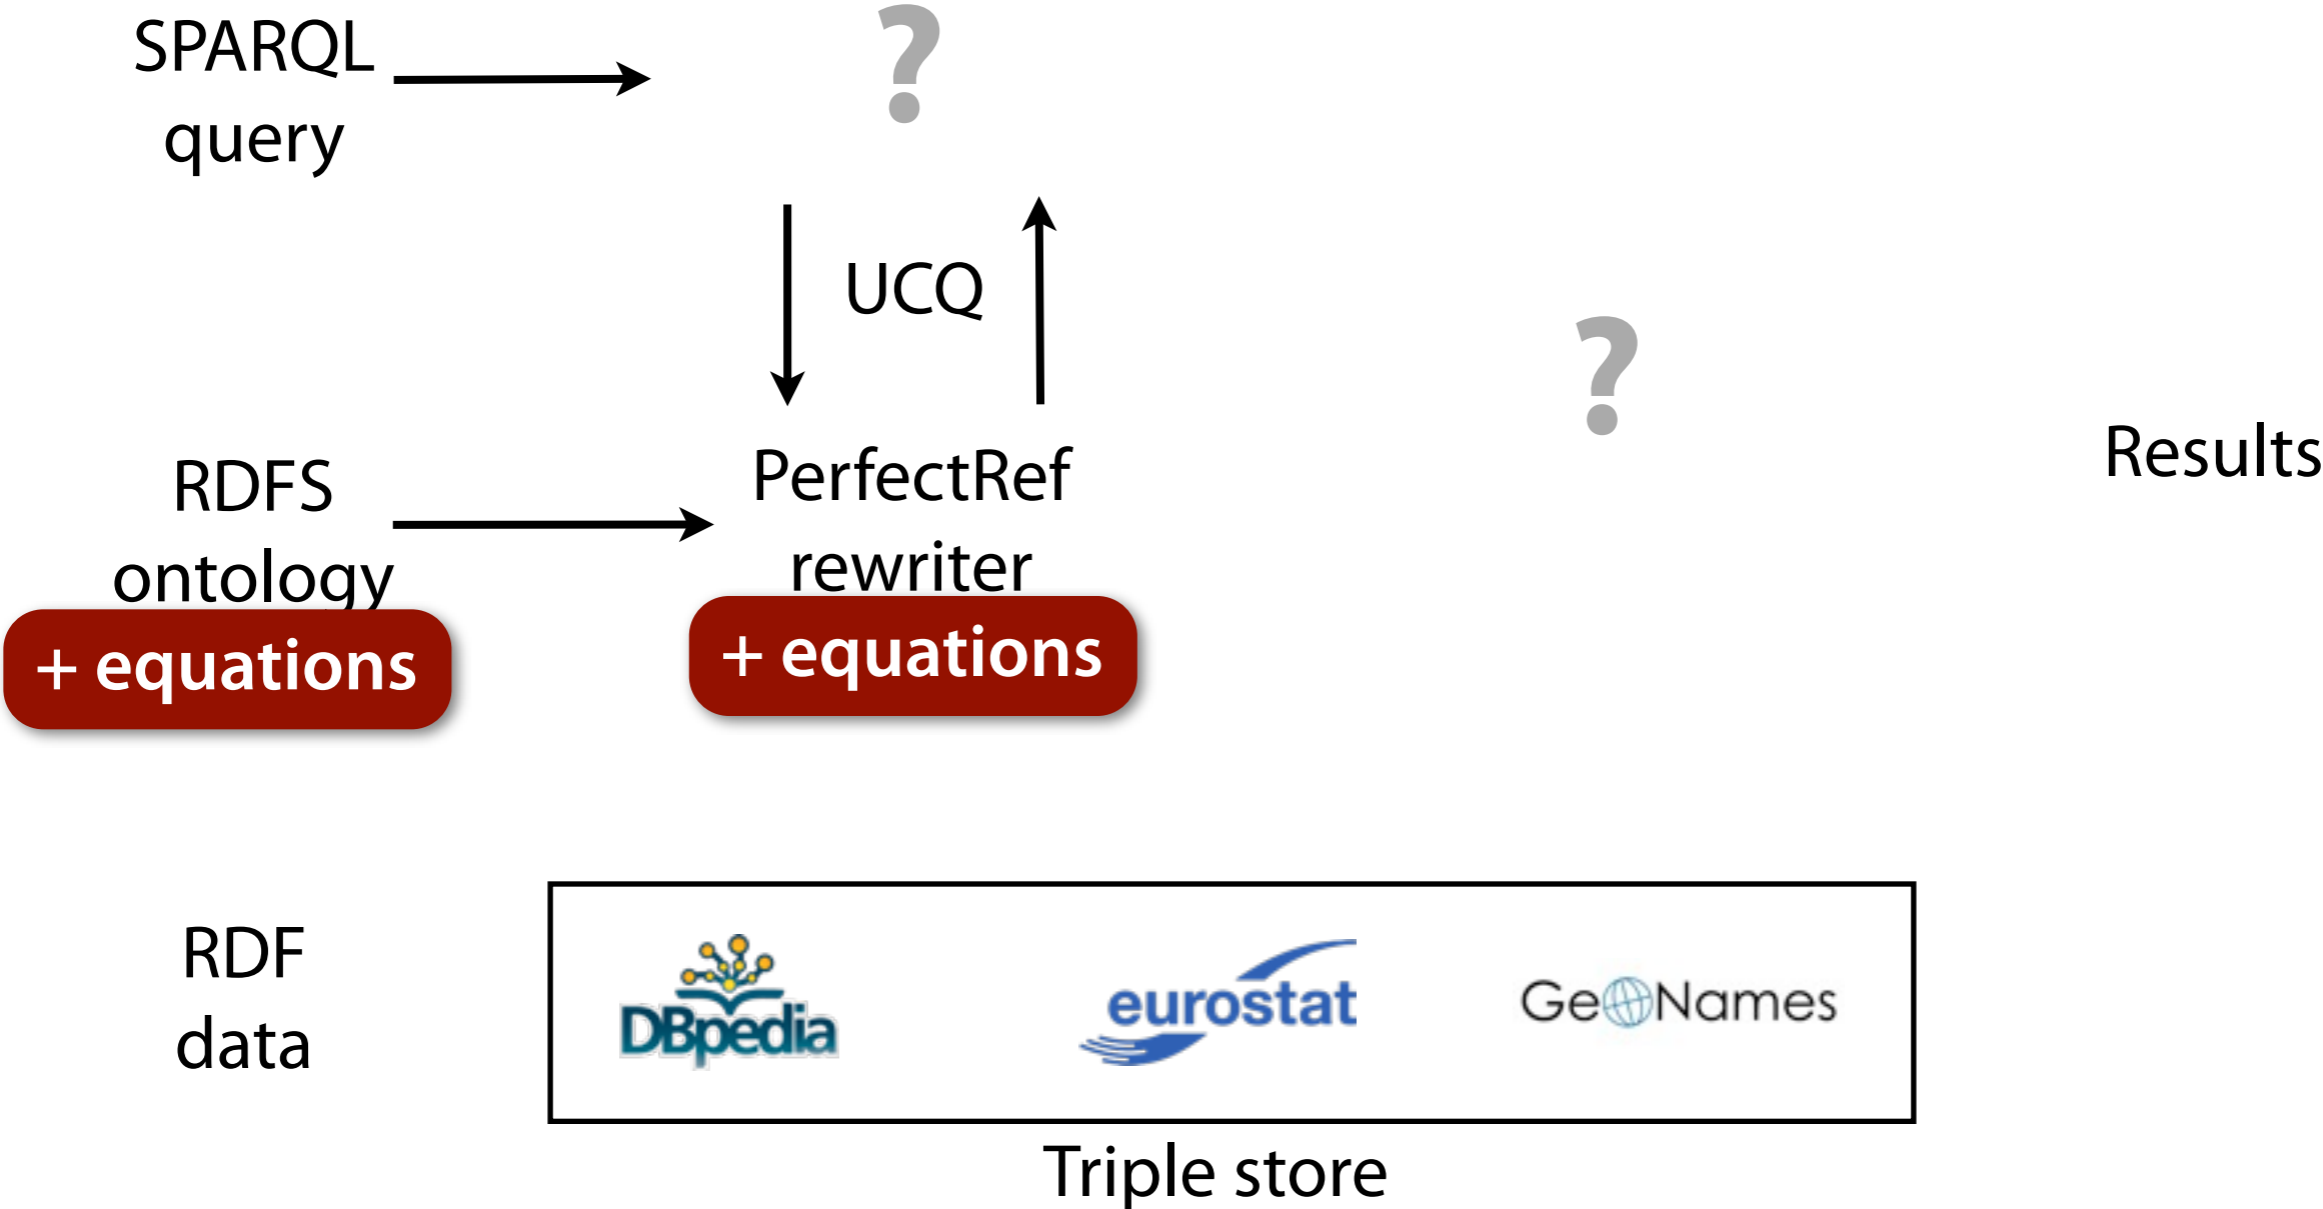 SPARQL
query
?
UCQ
?
RDFS
ontology
+ equations
PerfectRef
rewriter
+ equations
Results
RDF
data
DBpedia
eurostat
GeoNames
Triple store